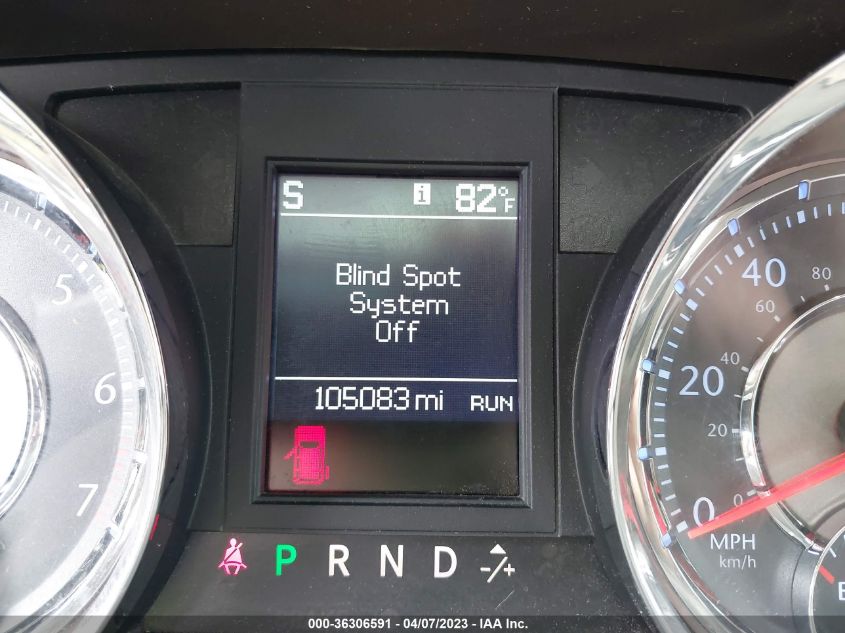 S i 82°F
Blind Spot
System
Off
105083 mi RUN
5
6
7
P R N D -/+
40
80
60
20
40
20
0
0
MPH
km/h
000-36306591 - 04/07/2023 - IAA Inc.